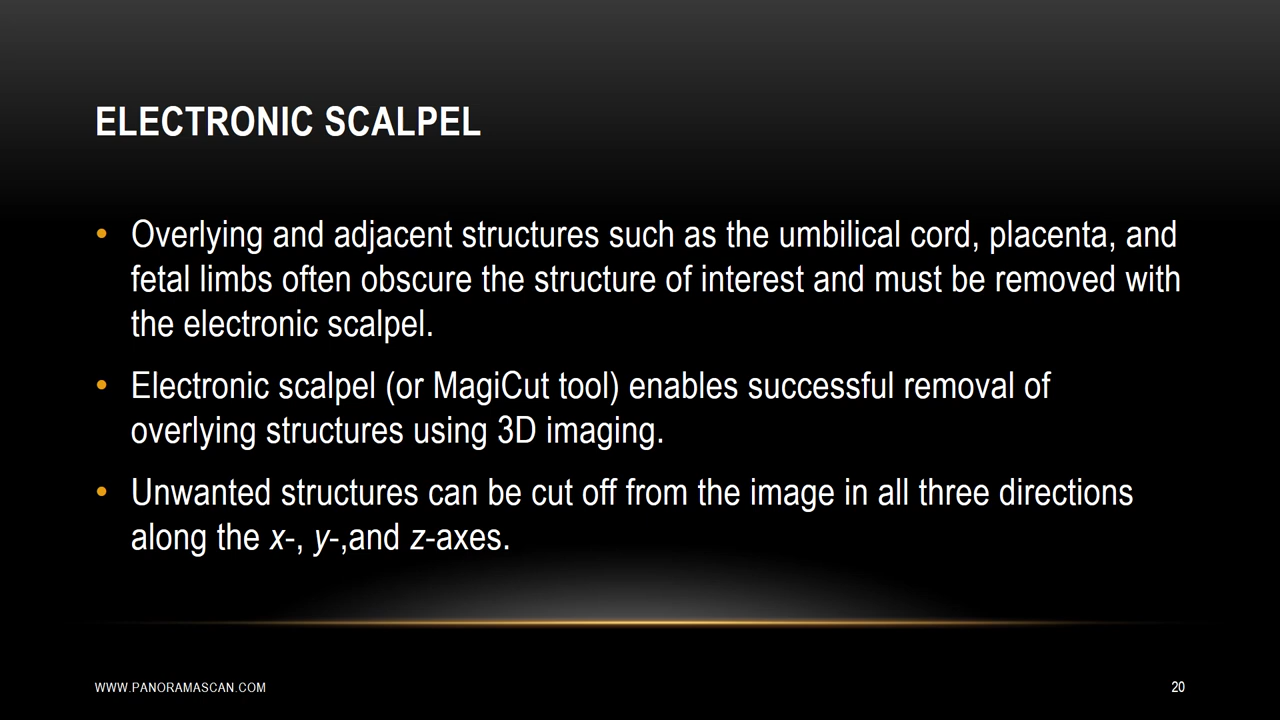 ELECTRONIC SCALPEL
• Overlying and adjacent structures such as the umbilical cord, placenta, and
fetal limbs often obscure the structure of interest and must be removed with
the electronic scalpel.
• Electronic scalpel (or MagiCut tool) enables successful removal of
overlying structures using 3D imaging.
• Unwanted structures can be cut off from the image in all three directions
along the x-, y-,and z-axes.
WWW.PANORAMASCAN.COM
20